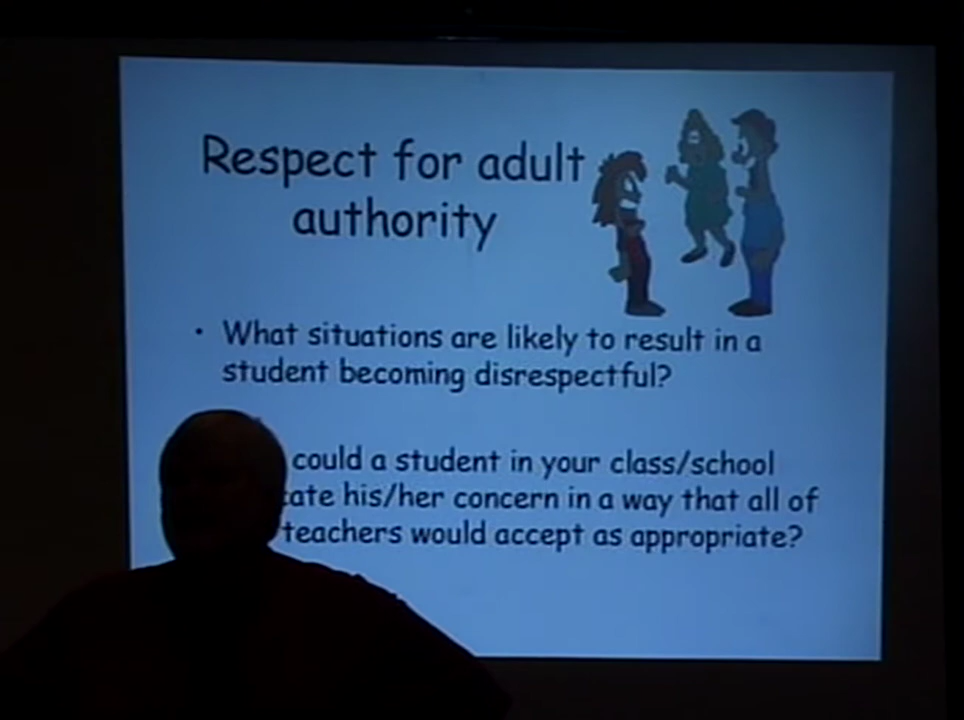 Respect for adult
authority
• What situations are likely to result in a
student becoming disrespectful?
could a student in your class/school
his/her concern in a way that all of
teachers would accept as appropriate?